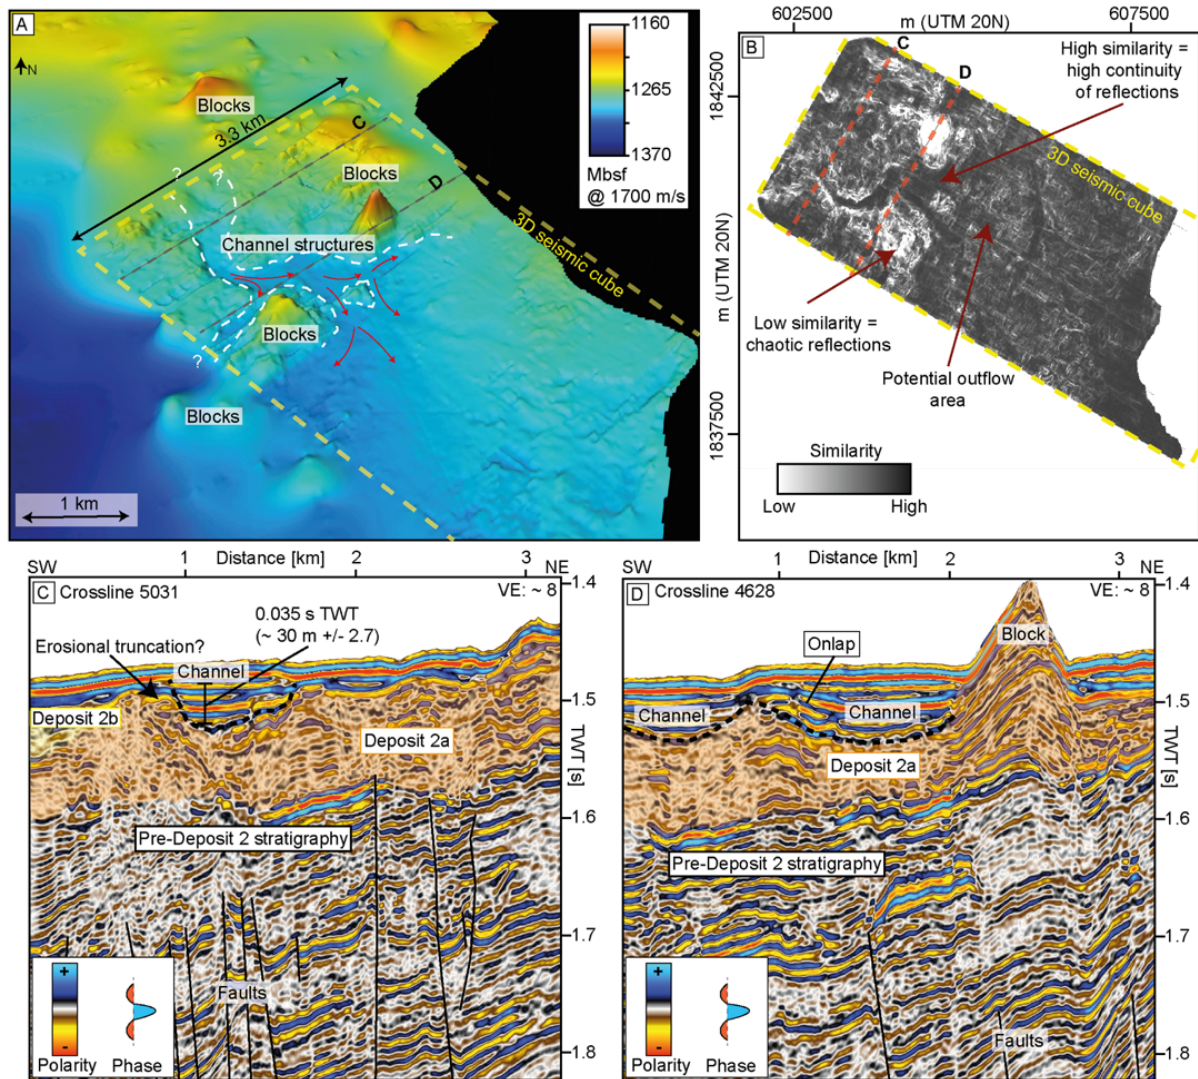 A
N
Blocks
3.3 km
C
Blocks
D
? ?
Channel structures
3D seismic cube
Blocks
?
Blocks
1 km
1160
1265
1370
Mbsf
@ 1700 m/s
602500
607500
m (UTM 20N)
B
C
D
High similarity =
high continuity
of reflections
1842500
m (UTM 20N)
1837500
3D seismic cube
Low similarity =
chaotic reflections
Potential outflow
area
Similarity
Low
High
SW
1
Distance [km]
2
3
NE
C Crossline 5031
VE: ~ 8
0.035 s TWT
(~ 30 m +/- 2.7)
Erosional truncation?
Channel
Deposit 2b
Deposit 2a
Pre-Deposit 2 stratigraphy
Faults
+
-
Polarity
Phase
1.4
1.5
TWT [s]
1.6
1.7
1.8
SW
1
Distance [km]
2
3
NE
D Crossline 4628
VE: ~ 8
Block
Onlap
Channel
Channel
Deposit 2a
Pre-Deposit 2 stratigraphy
Faults
+
-
Polarity
Phase
1.4
1.5
TWT [s]
1.6
1.7
1.8